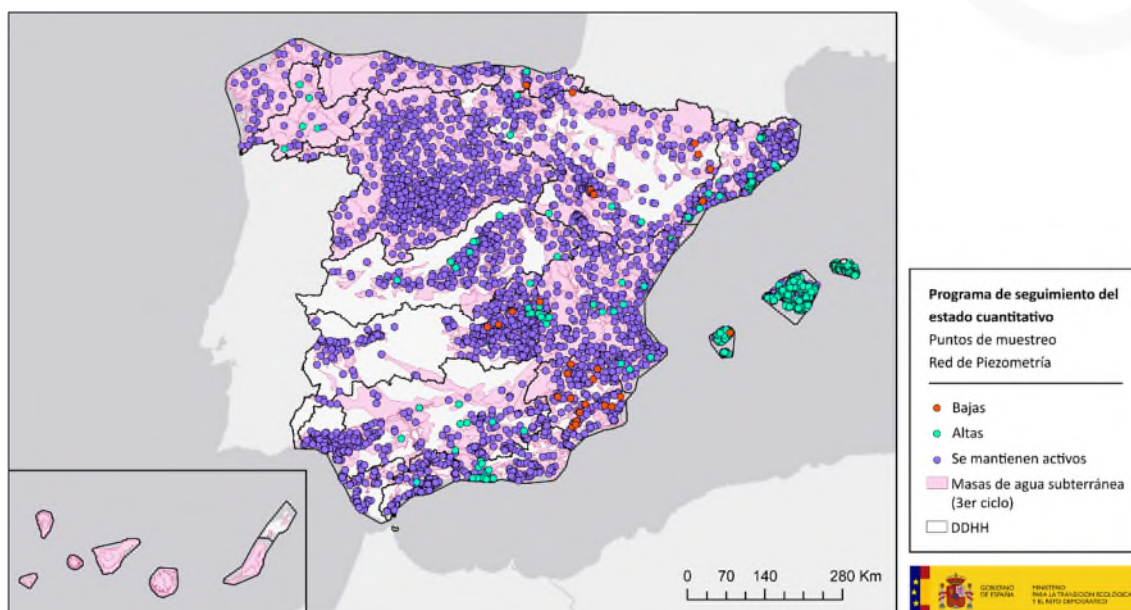 Programa de seguimiento del
estado cuantitativo
Puntos de muestreo
Red de Piezometría
Bajas
Altas
Se mantienen activos
Masas de agua subterránea
(3er ciclo)
DDHH
0 70 140 280 Km
GOBIERNO
DE ESPAÑA
MINISTERIO
PARA LA TRANSICIÓN ECOLÓGICA
Y EL RETO DEMOGRÁFICO